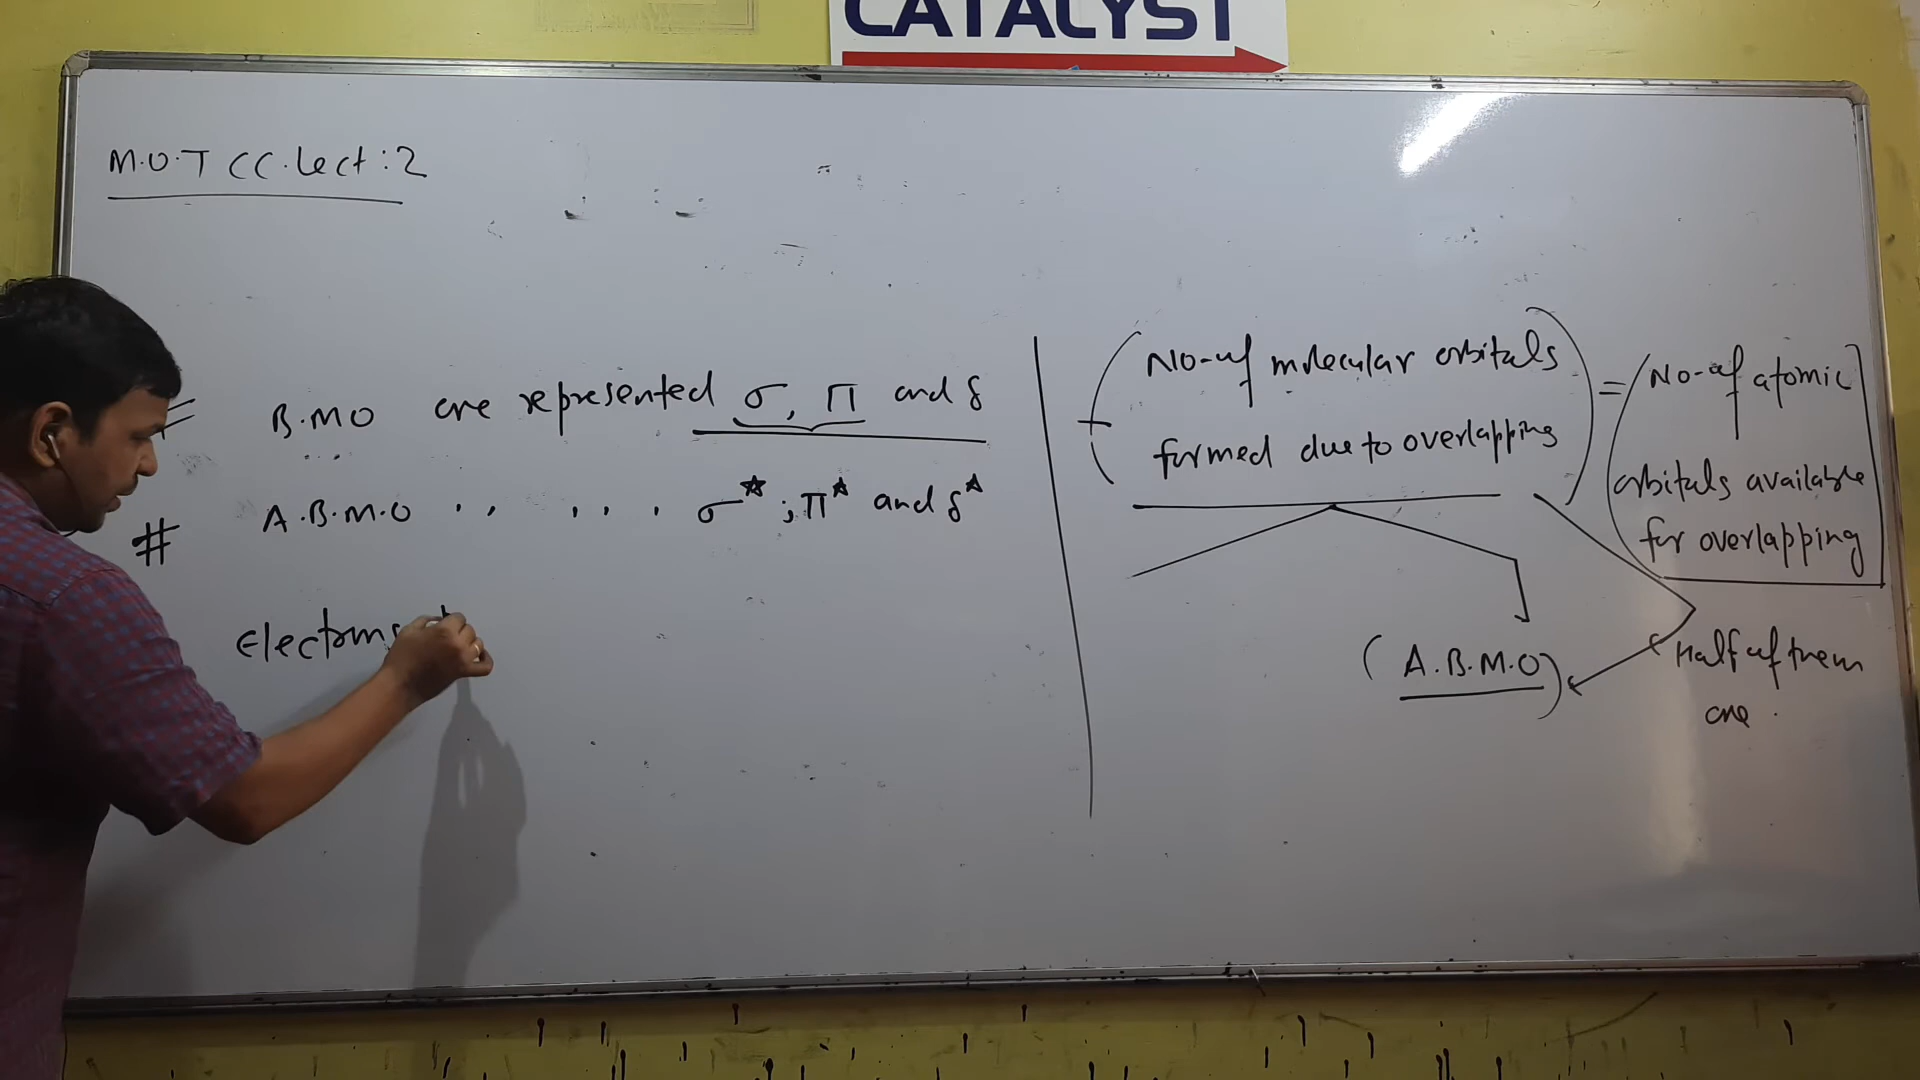 CATALYST
M.O.T CC. Lect : 2
B.MO are represented σ, π and δ
# A.B.M.O . . . . . σ* ; π* and δ*
Electorns
No-of molecular orbitals
formed due to overlapping
=
No-of atomic
orbitals available
for overlapping
(A.B.M.O)
Half of them
are .